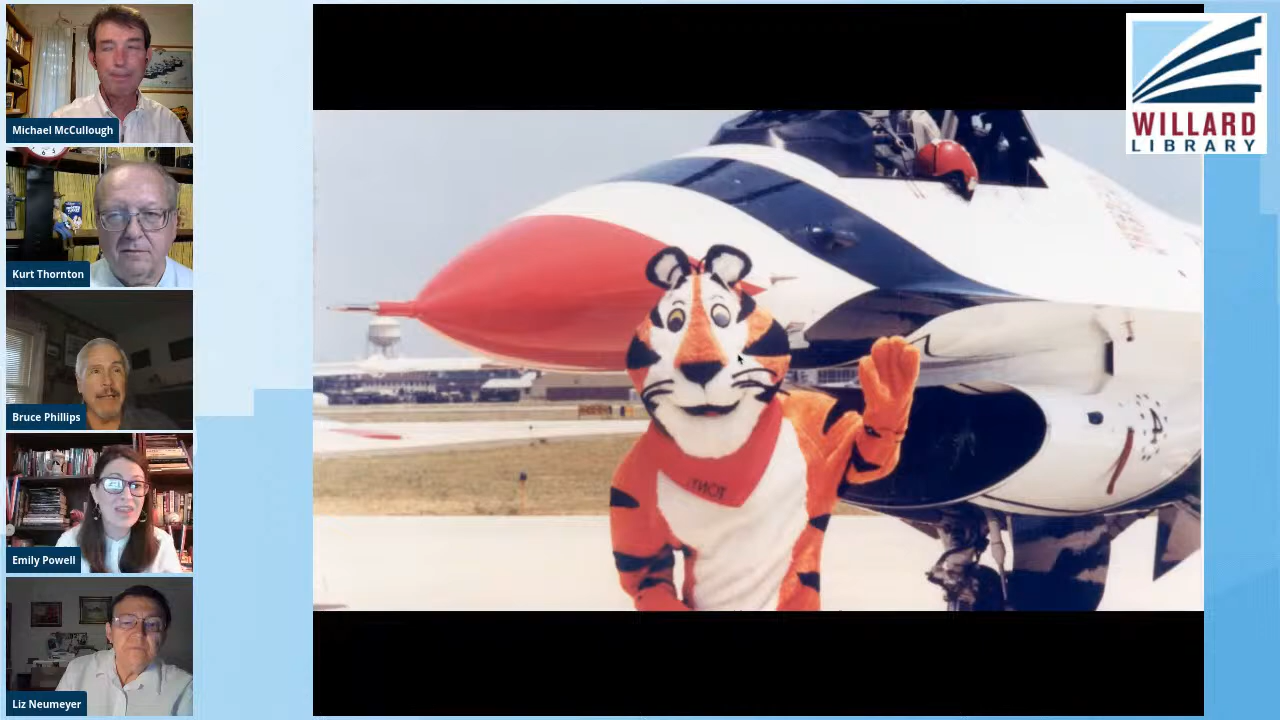 Michael McCullough
Kurt Thornton
Bruce Phillips
Emily Powell
Liz Neumeyer
WILLARD
LIBRARY
TONY